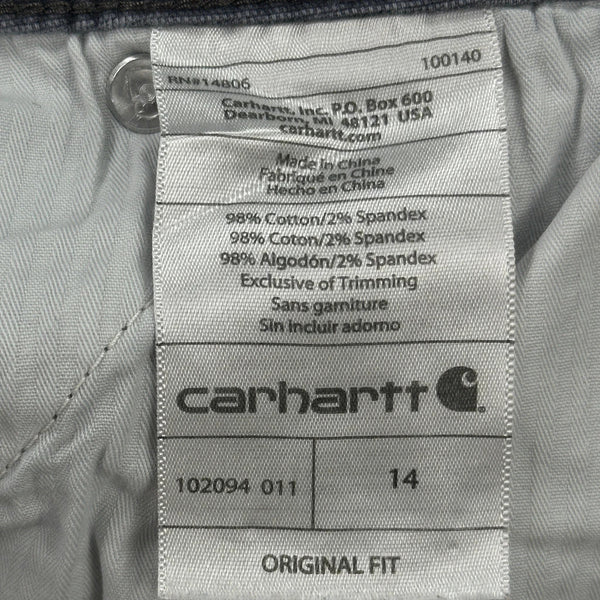 RN#14806 100140
Carhartt, Inc. P.O. Box 600
Dearborn, MI 48121 USA
carhartt.com
Made in China
Fabriqué en Chine
Hecho en China
98% Cotton/2% Spandex
98% Coton/2% Spandex
98% Algodón/2% Spandex
Exclusive of Trimming
Sans garniture
Sin incluir adorno
carhartt
102094 011 14
ORIGINAL FIT